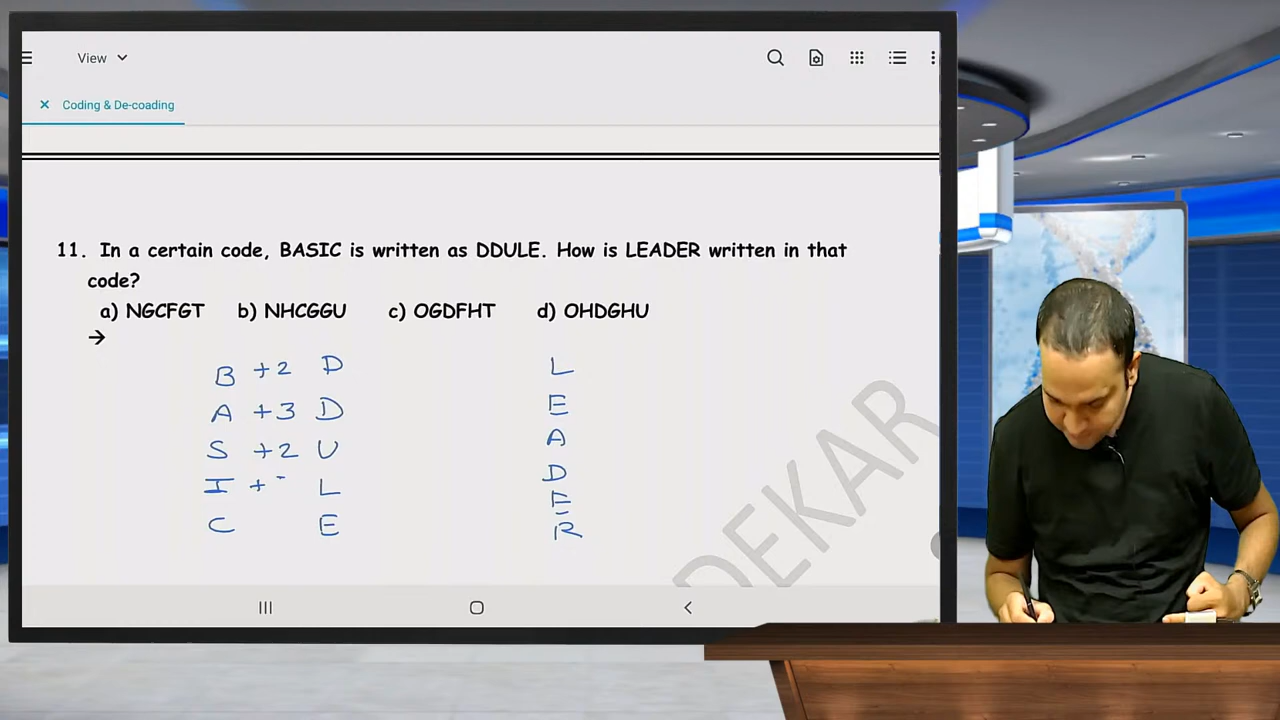 View
Coding & De-coading
11. In a certain code, BASIC is written as DDULE. How is LEADER written in that
code?
a) NGCFGT b) NHCGGU c) OGDFHT d) OHDGHU
→
B +2 D L
A +3 D E
S +2 U A
I + L D
C E E
R
DEKAR